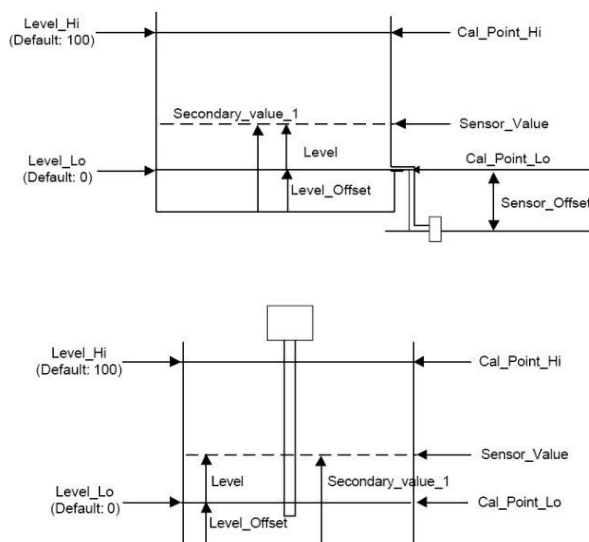 Level_Hi
(Default: 100)
Cal_Point_Hi
Secondary_value_1
Sensor_Value
Level
Level_Lo
(Default: 0)
Cal_Point_Lo
Level_Offset
Sensor_Offset
Level_Hi
(Default: 100)
Cal_Point_Hi
Sensor_Value
Level
Secondary_value_1
Level_Lo
(Default: 0)
Cal_Point_Lo
Level_Offset